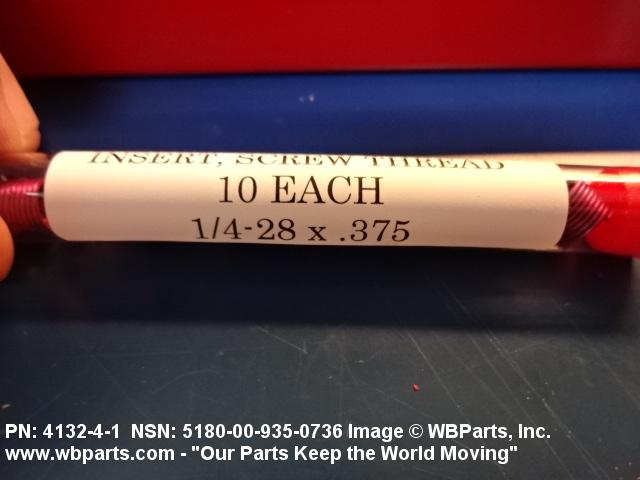 INSERT, SCREW THREAD
10 EACH
1/4-28 x .375
PN: 4132-4-1 NSN: 5180-00-935-0736 Image © WBParts, Inc.
www.wbparts.com - "Our Parts Keep the World Moving"